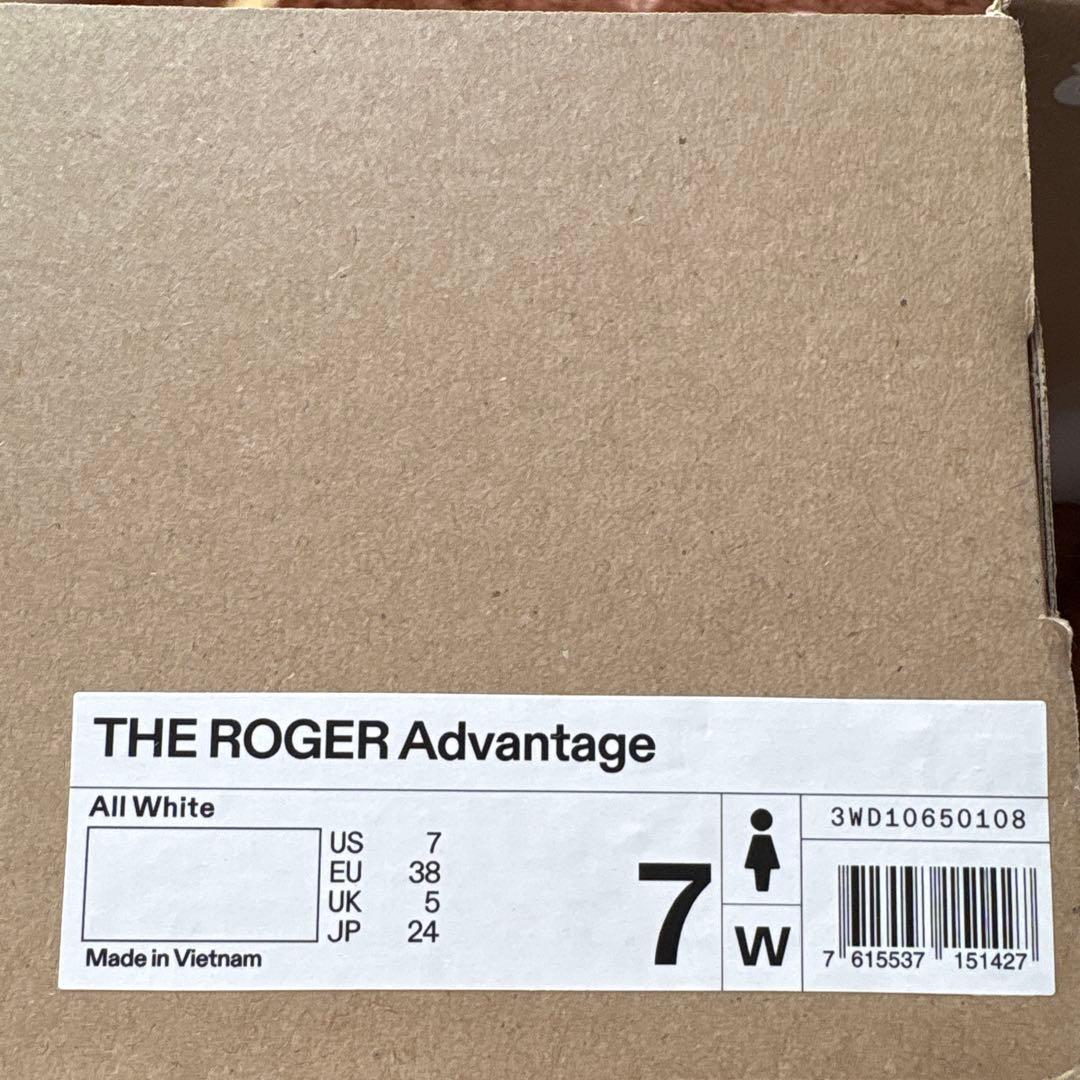 THE ROGER Advantage
All White
US 7
EU 38
UK 5
JP 24
Made in Vietnam
7
W
3WD10650108
7 615537 151427